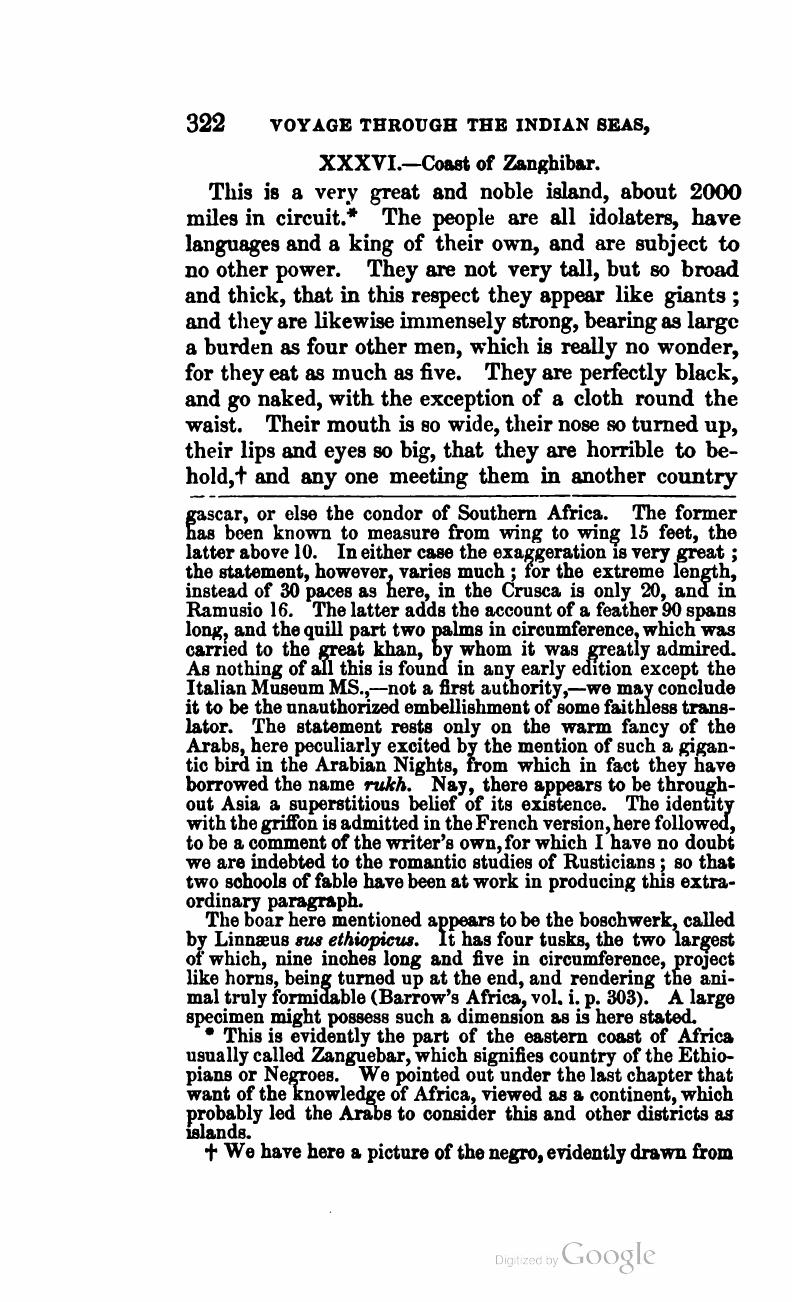 322 VOYAGE THROUGH THE INDIAN SEAS,
XXXVI.—Coast of Zanghibar.
This is a very great and noble island, about 2000
miles in circuit.* The people are all idolaters, have
languages and a king of their own, and are subject to
no other power. They are not very tall, but so broad
and thick, that in this respect they appear like giants ;
and they are likewise immensely strong, bearing as large
a burden as four other men, which is really no wonder,
for they eat as much as five. They are perfectly black,
and go naked, with the exception of a cloth round the
waist. Their mouth is so wide, their nose so turned up,
their lips and eyes so big, that they are horrible to be-
hold,† and any one meeting them in another country
gascar, or else the condor of Southern Africa. The former
has been known to measure from wing to wing 15 feet, the
latter above 10. In either case the exaggeration is very great ;
the statement, however, varies much ; for the extreme length,
instead of 30 paces as here, in the Crusca is only 20, and in
Ramusio 16. The latter adds the account of a feather 90 spans
long, and the quill part two palms in circumference, which was
carried to the great khan, by whom it was greatly admired.
As nothing of all this is found in any early edition except the
Italian Museum MS.,—not a first authority,—we may conclude
it to be the unauthorized embellishment of some faithless trans-
lator. The statement rests only on the warm fancy of the
Arabs, here peculiarly excited by the mention of such a gigan-
tic bird in the Arabian Nights, from which in fact they have
borrowed the name rukh. Nay, there appears to be through-
out Asia a superstitious belief of its existence. The identity
with the griffon is admitted in the French version, here followed,
to be a comment of the writer's own, for which I have no doubt
we are indebted to the romantic studies of Rusticians ; so that
two schools of fable have been at work in producing this extra-
ordinary paragraph.
The boar here mentioned appears to be the boschwerk, called
by Linnæus sus ethiopicus. It has four tusks, the two largest
of which, nine inches long and five in circumference, project
like horns, being turned up at the end, and rendering the ani-
mal truly formidable (Barrow's Africa, vol. i. p. 303). A large
specimen might possess such a dimension as is here stated.
* This is evidently the part of the eastern coast of Africa
usually called Zanguebar, which signifies country of the Ethio-
pians or Negroes. We pointed out under the last chapter that
want of the knowledge of Africa, viewed as a continent, which
probably led the Arabs to consider this and other districts as
islands.
† We have here a picture of the negro, evidently drawn from
Digitized by Google